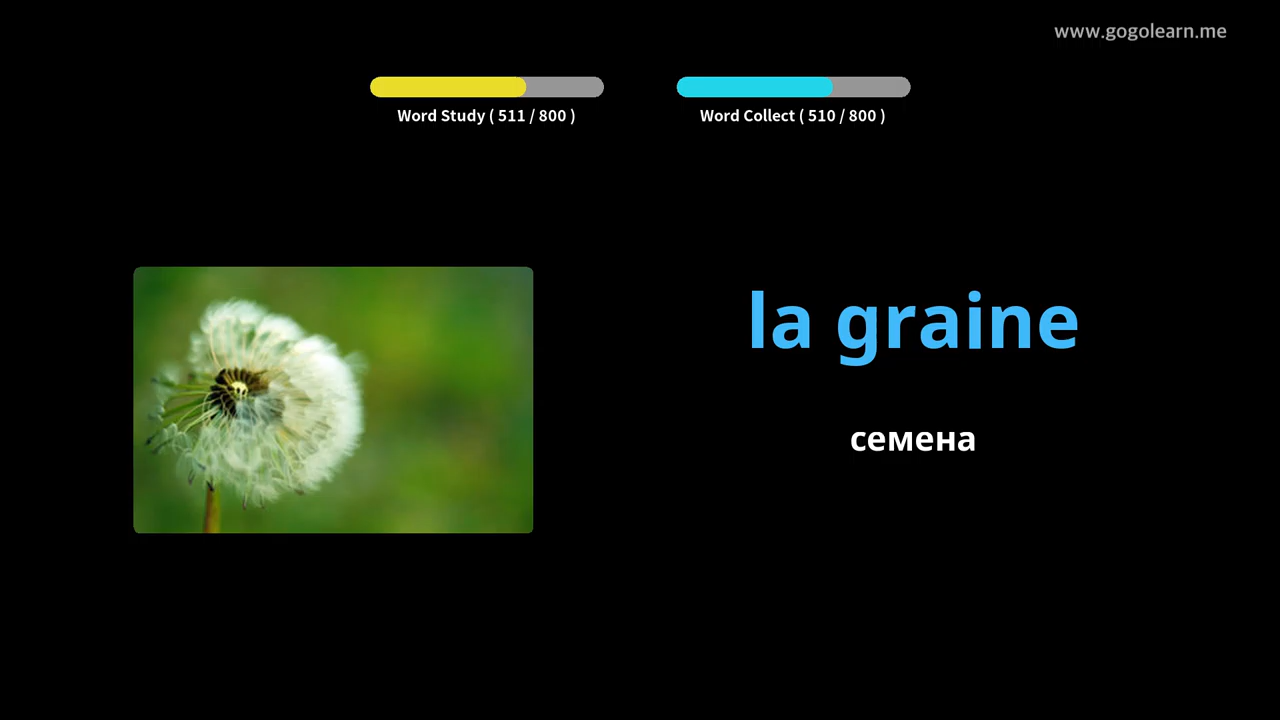 www.gogolearn.me
Word Study ( 511 / 800 )
Word Collect ( 510 / 800 )
la graine
семена